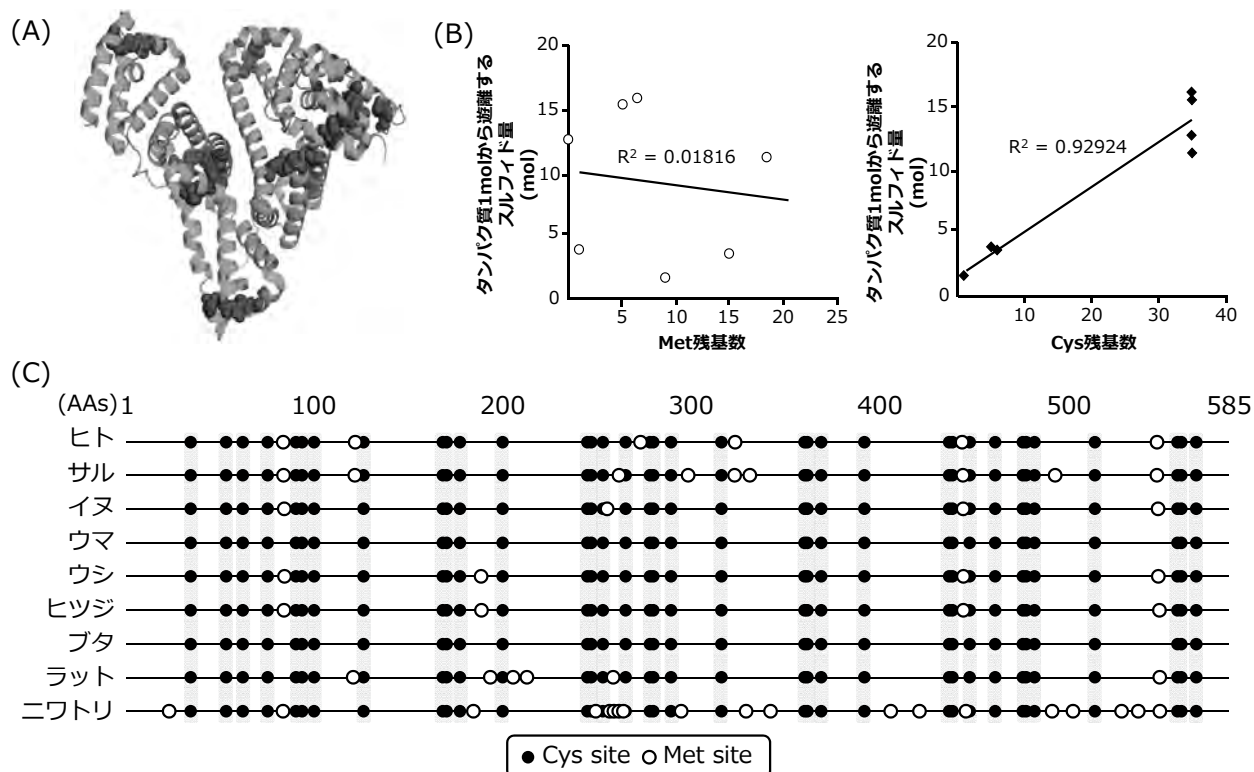 (A)
(B)
タンパク質1molから遊離する
スルフィド量
(mol)
20
15
10
5
0
R² = 0.01816
5
10
15
20
25
Met残基数
タンパク質1molから遊離する
スルフィド量
(mol)
20
15
10
5
0
R² = 0.92924
10
20
30
40
Cys残基数
(C)
(AAs) 1 100 200 300 400 500 585
ヒト
サル
イヌ
ウマ
ウシ
ヒツジ
ブタ
ラット
ニワトリ
Cys site Met site